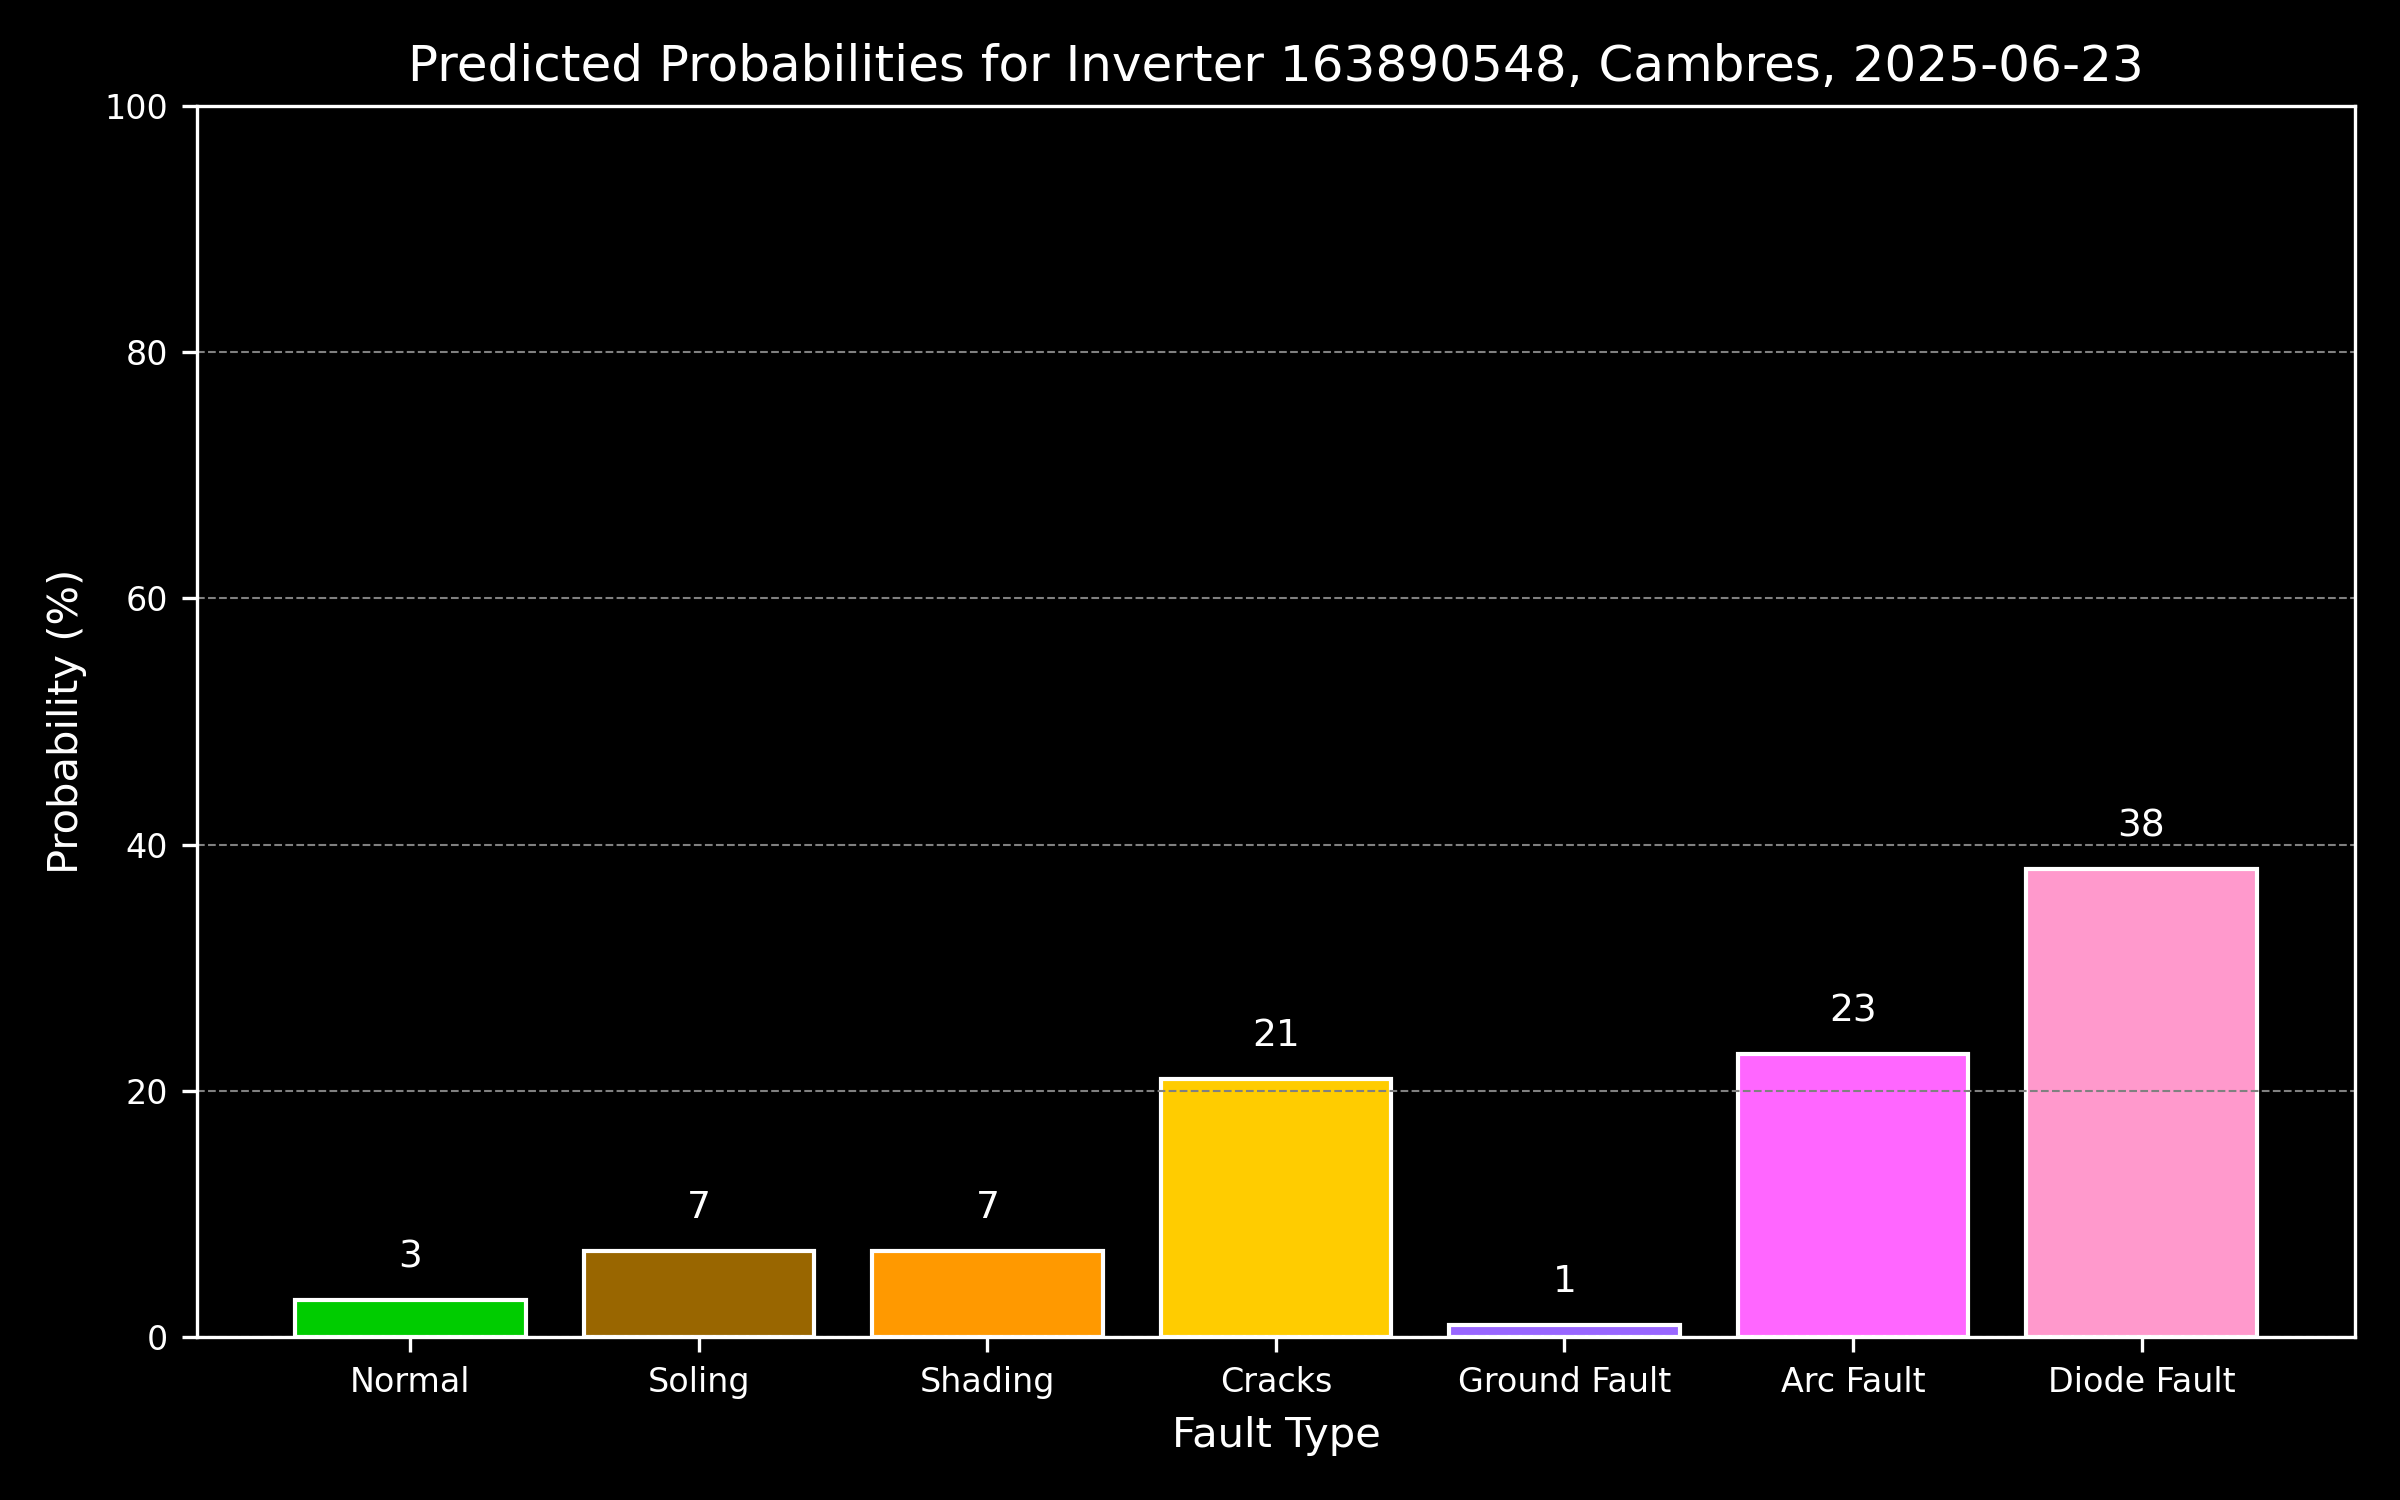 Predicted Probabilities for Inverter 163890548, Cambres, 2025-06-23
Probability (%)
100
80
60
40
20
0
3
7
7
21
1
23
38
Normal
Soling
Shading
Cracks
Ground Fault
Arc Fault
Diode Fault
Fault Type